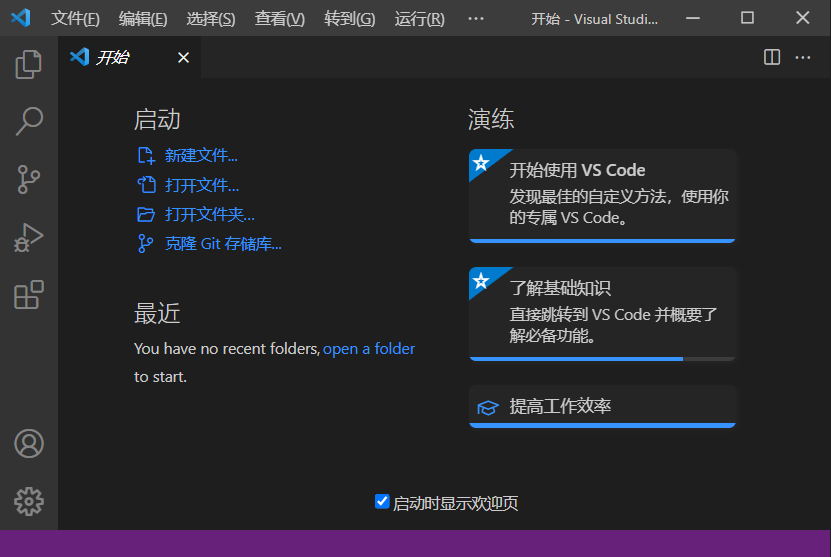 文件(F) 编辑(E) 选择(S) 查看(V) 转到(G) 运行(R) ··· 开始 - Visual Studi...
开始
启动
新建文件...
打开文件...
打开文件夹...
克隆 Git 存储库...
最近
You have no recent folders, open a folder
to start.
演练
开始使用 VS Code
发现最佳的自定义方法，使用你
的专属 VS Code。
了解基础知识
直接跳转到 VS Code 并概要了
解必备功能。
提高工作效率
启动时显示欢迎页